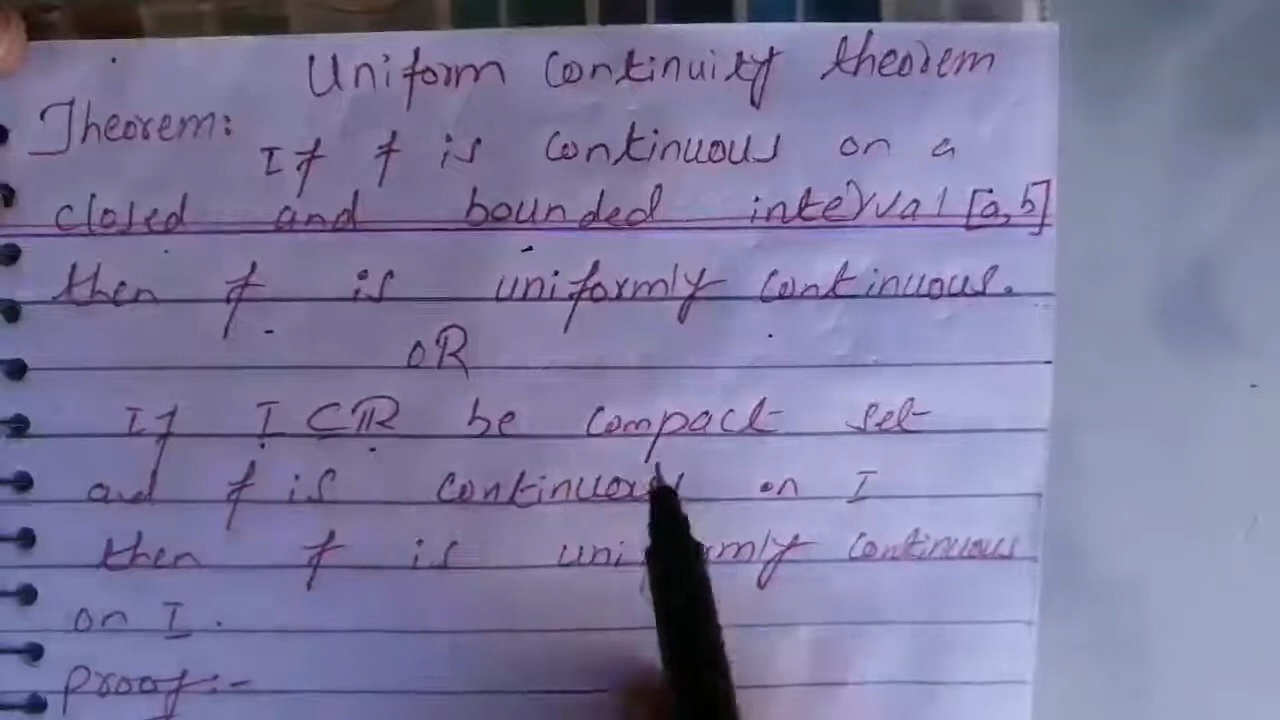 Uniform continuity theorem
Theorem:
If f is continuous on a
closed and bounded interval [a,b]
then f is uniformly continuous.
OR
If I ⊂ ℝ be compact set
and f is continuous on I
then f is uniformly continuous
on I.
Proof:-